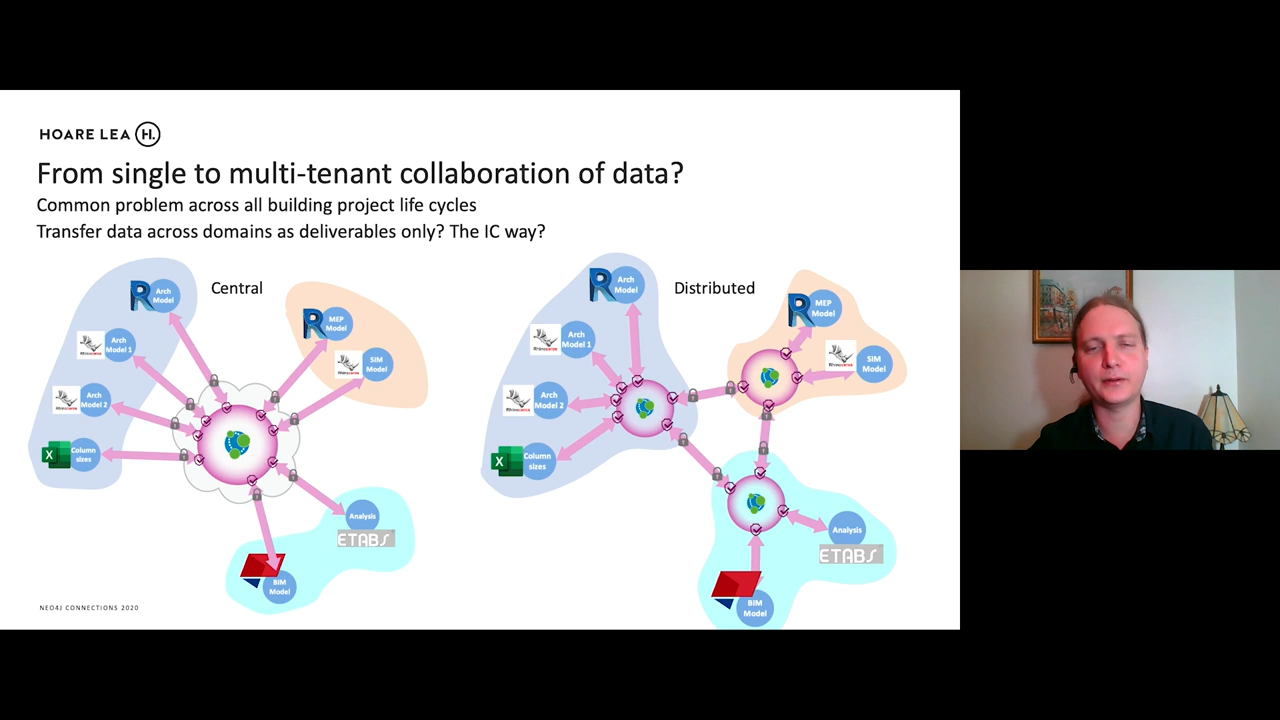 HOARE LEA H.
From single to multi-tenant collaboration of data?
Common problem across all building project life cycles
Transfer data across domains as deliverables only? The IC way?
Central
R
Arch
Model
Arch
Model 1
Arch
Model 2
X
Column
sizes
R
MEP
Model
SIM
Model
Analysis
ETABS
BIM
Model
Distributed
R
Arch
Model
Rhinoceros
Arch
Model 1
Rhinoceros
Arch
Model 2
X
Column
sizes
R
MEP
Model
Rhinoceros
SIM
Model
Analysis
ETABS
BIM
Model
NEO4J CONNECTIONS 2020